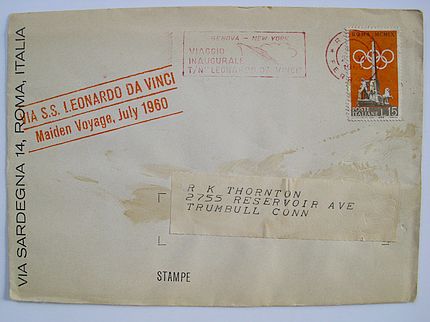 VIA SARDEGNA 14, ROMA, ITALIA
VIA S.S. LEONARDO DA VINCI
Maiden Voyage, July 1960
GENOVA - NEW-YORK
VIAGGIO
INAUGURALE
T/N "LEONARDO DA VINCI"
ROMA MCMLX
ITALIANE L.15
R K THORNTON
2755 RESERVOIR AVE
TRUMBULL CONN
STAMPE